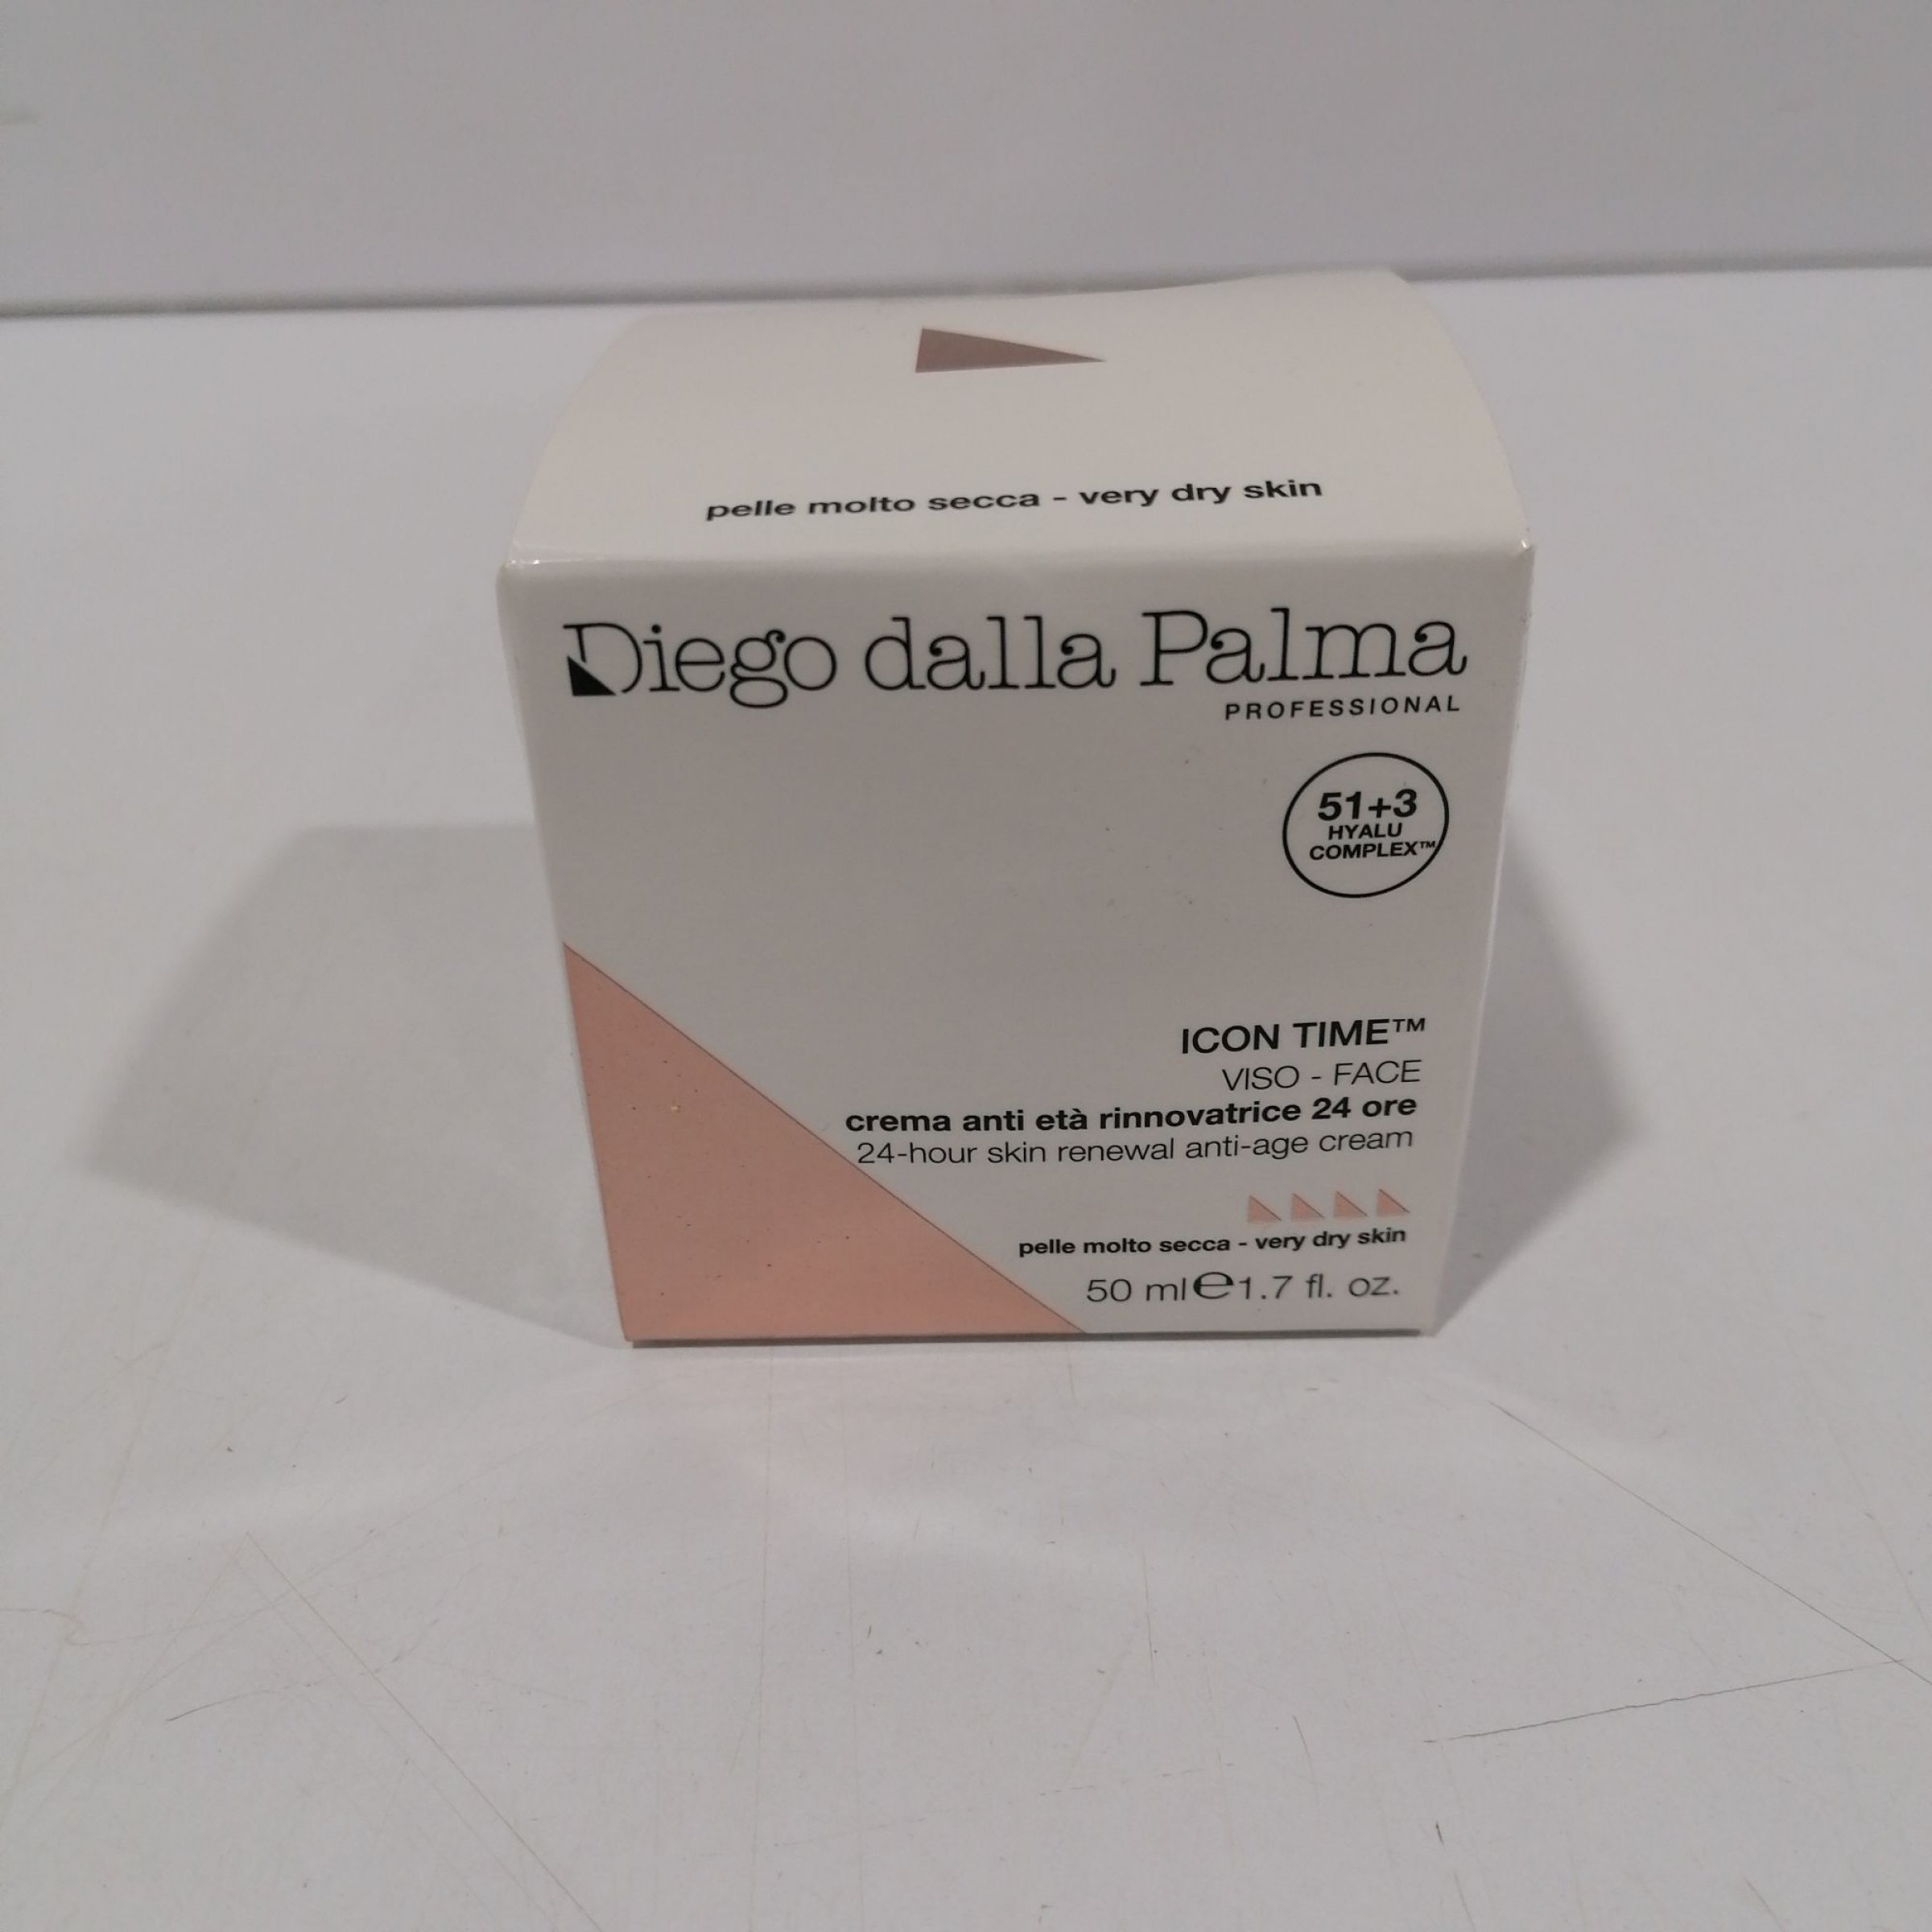 pelle molto secca - very dry skin
Diego dalla Palma
PROFESSIONAL
51+3
HYALU
COMPLEX™
ICON TIME™
VISO - FACE
crema anti età rinnovatrice 24 ore
24-hour skin renewal anti-age cream
pelle molto secca - very dry skin
50 ml ℮ 1.7 fl. oz.